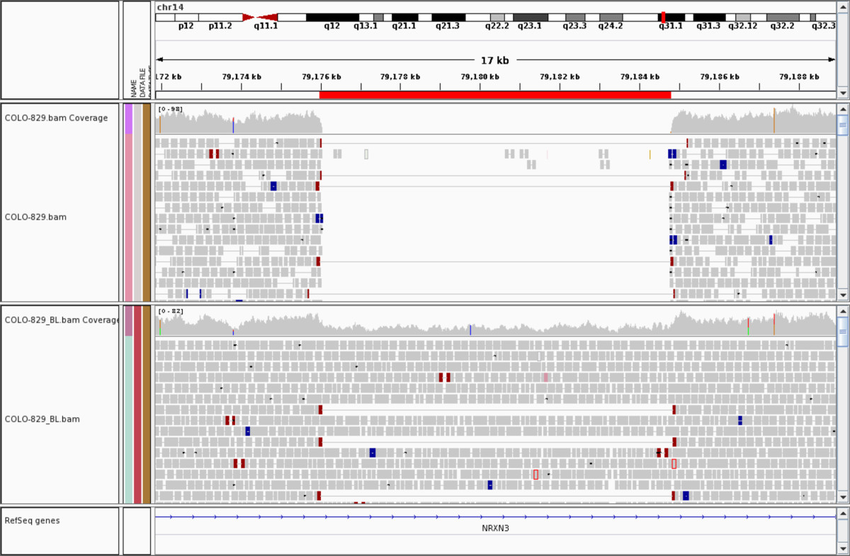 chr14
p12 p11.2 q11.1 q12 q13.1 q21.1 q21.3 q22.2 q23.1 q23.3 q24.2 q31.1 q31.3 q32.12 q32.2 q32.3
17 kb
172 kb 79,174 kb 79,176 kb 79,178 kb 79,180 kb 79,182 kb 79,184 kb 79,186 kb 79,188 kb
NAME
DATA FILE
COLO-829.bam Coverage
[0 - 98]
COLO-829.bam
COLO-829_BL.bam Coverage
[0 - 82]
COLO-829_BL.bam
RefSeq genes
NRXN3